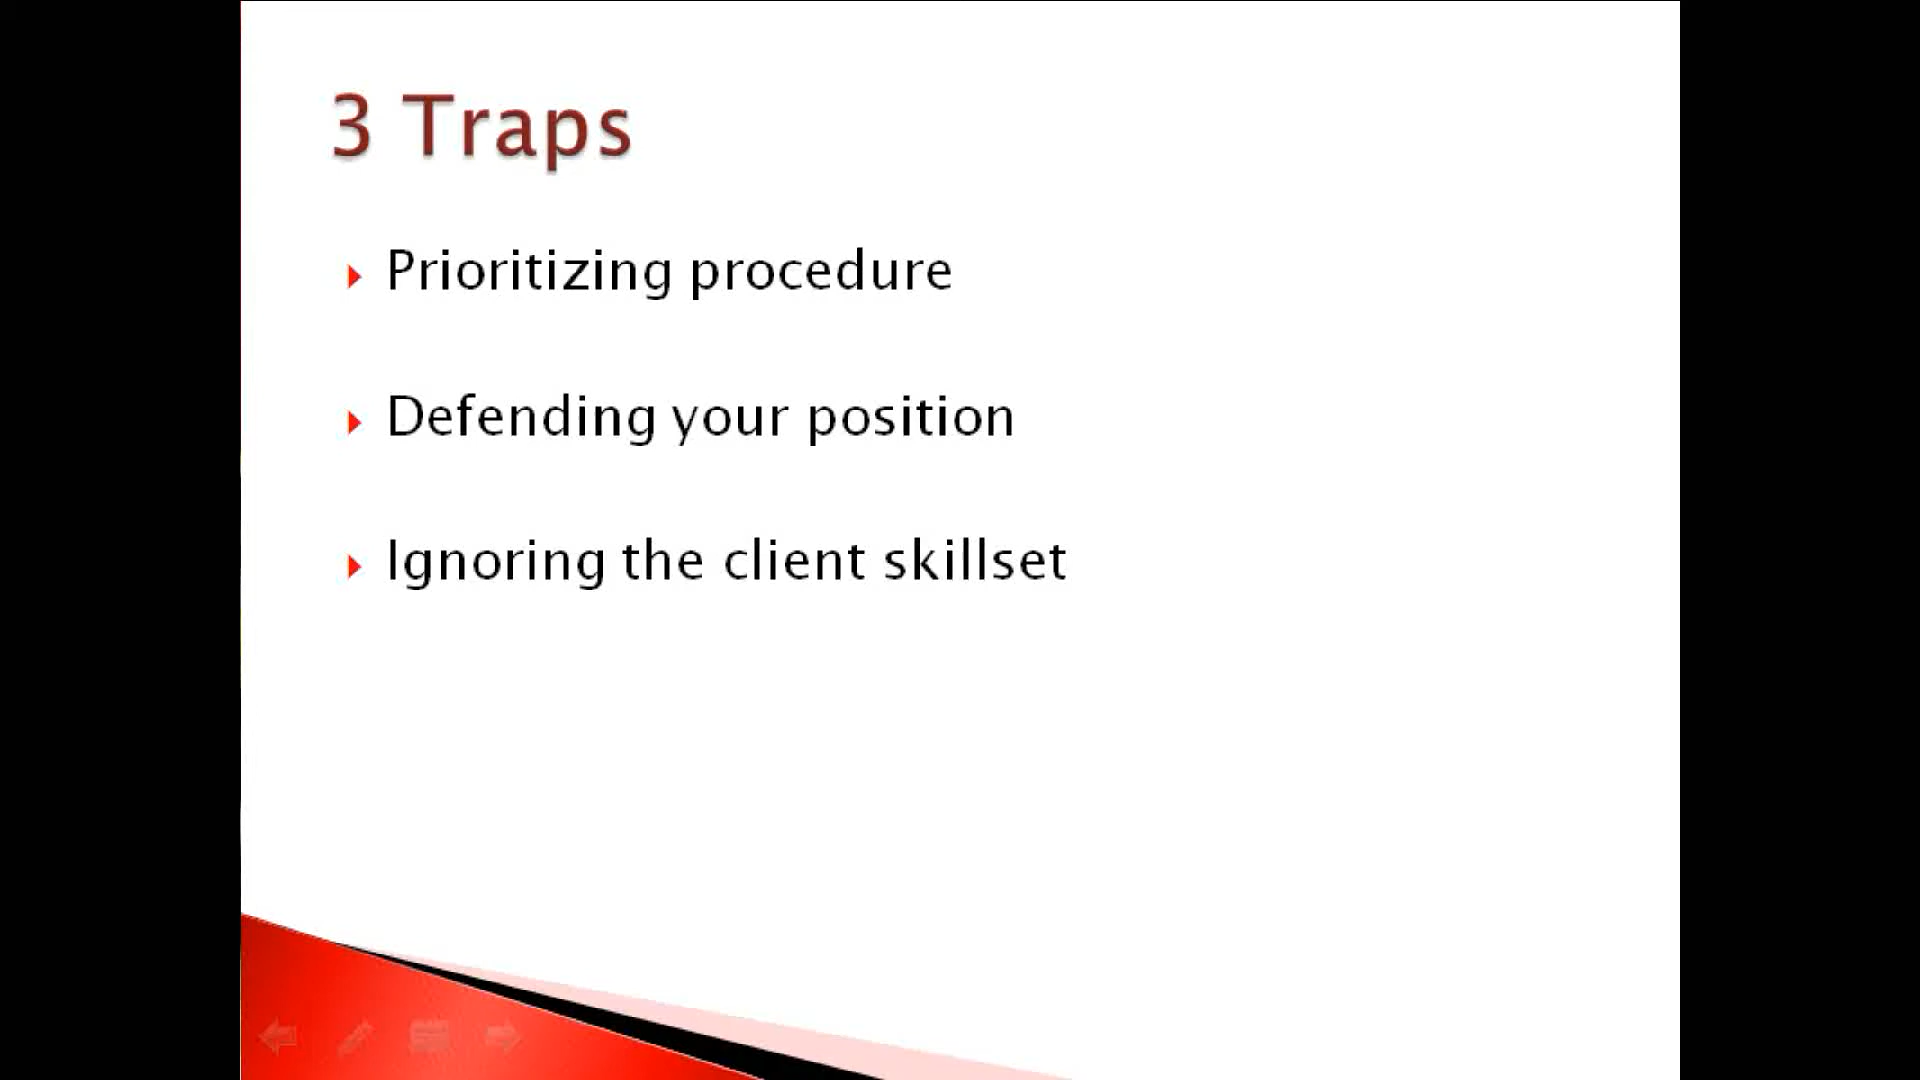 3 Traps
Prioritizing procedure
Defending your position
Ignoring the client skillset